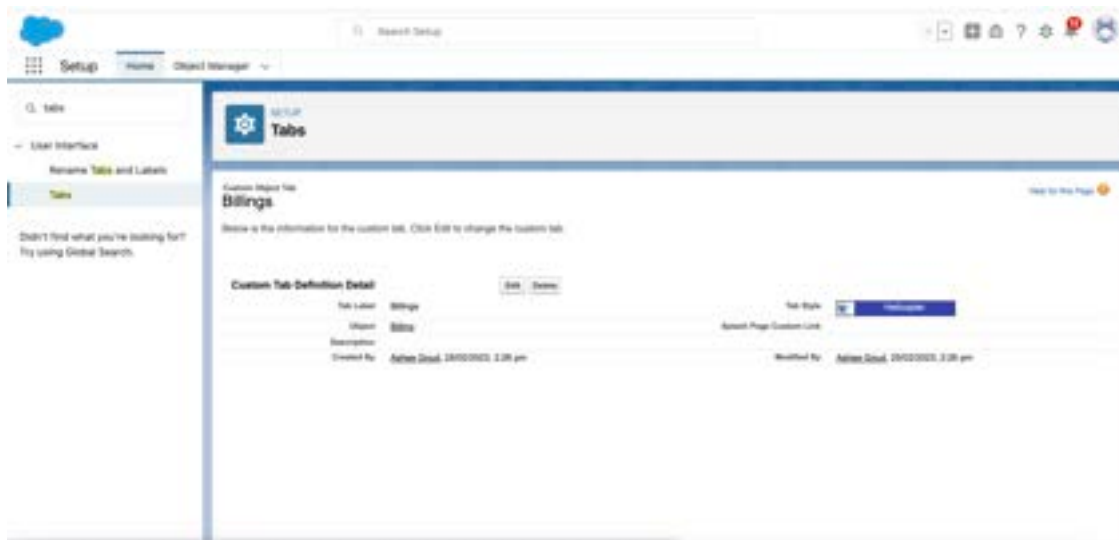 Search Setup
Setup Home Object Manager
tabs
User Interface
Rename Tabs and Labels
Tabs
Didn't find what you're looking for?
Try using Global Search.
SETUP
Tabs
Custom Object Tab
Billings
Help for this Page
Below is the information for the custom tab. Click Edit to change the custom tab.
Custom Tab Definition Detail Edit Delete
Tab Label Billings Tab Style Helicopter
Object Billing Splash Page Custom Link
Description
Created By pm Modified By pm